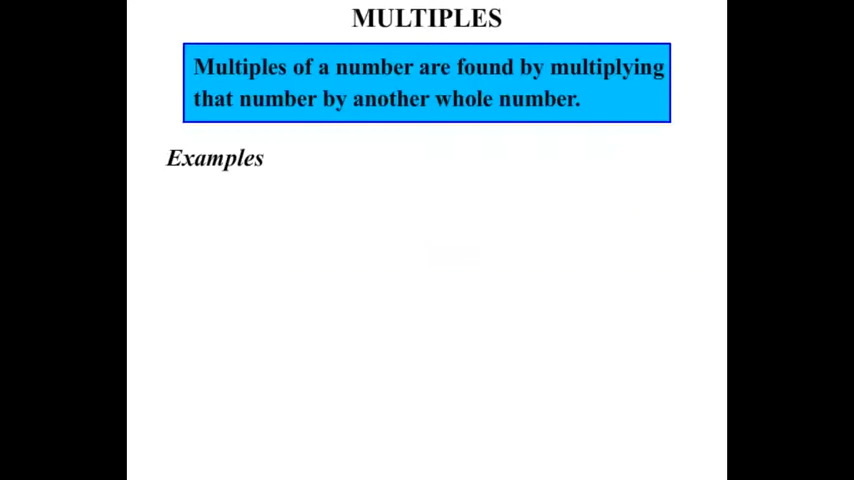 MULTIPLES
Multiples of a number are found by multiplying
that number by another whole number.
Examples